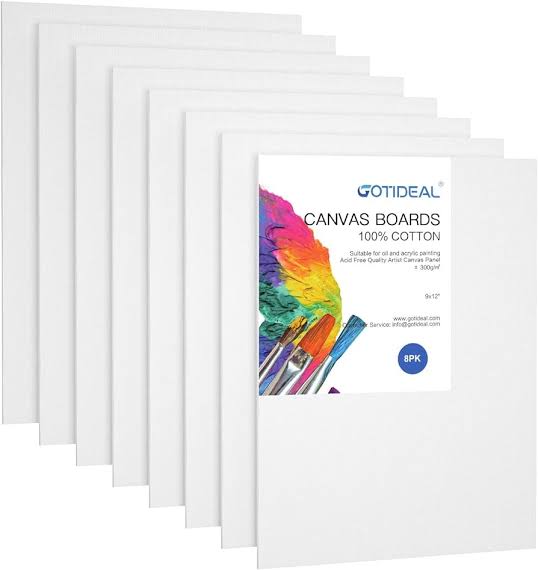 GOTIDEAL®
CANVAS BOARDS
100% COTTON
Suitable for oil and acrylic painting
Acid Free Quality Artist Canvas Panel
± 300g/㎡
9x12"
www.gotideal.com
Service: info@gotideal.com
8PK